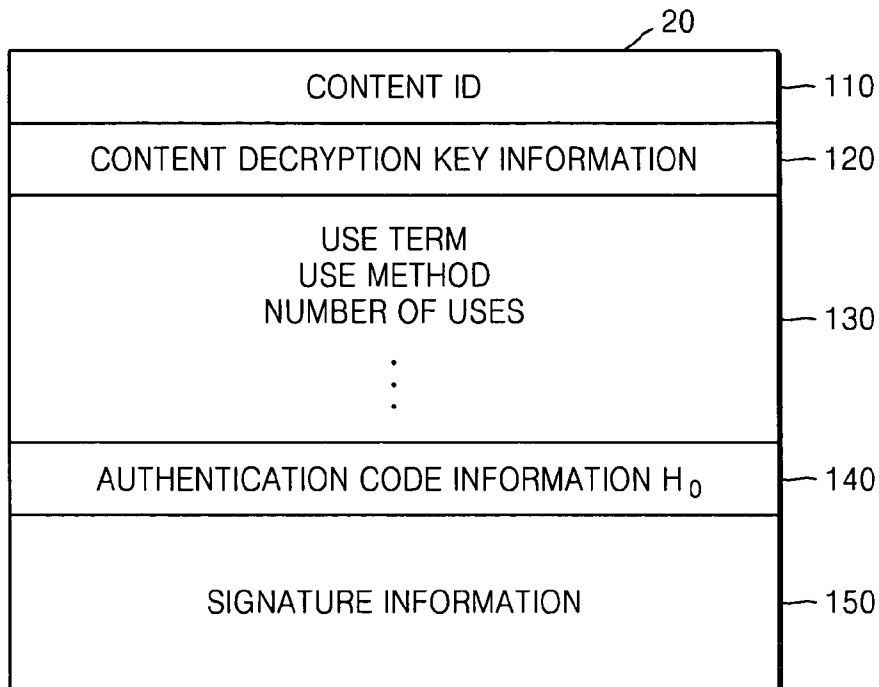 20
CONTENT ID
110
CONTENT DECRYPTION KEY INFORMATION
120
USE TERM
USE METHOD
NUMBER OF USES
130
AUTHENTICATION CODE INFORMATION H₀
140
SIGNATURE INFORMATION
150